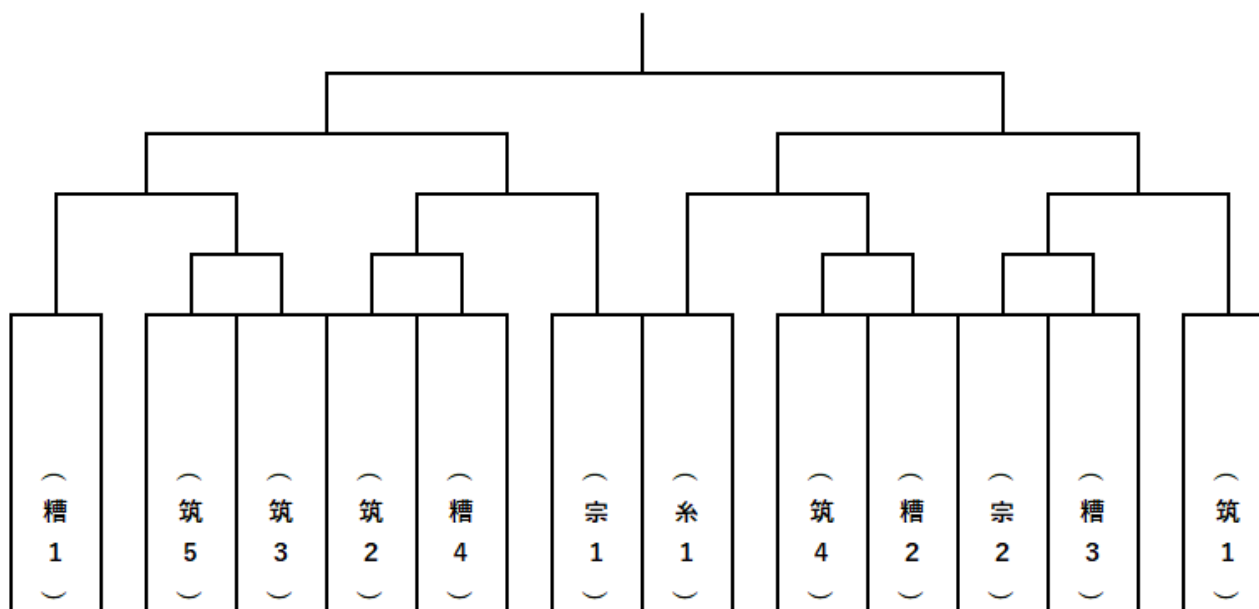 （糟1）
（筑5）
（筑3）
（筑2）
（糟4）
（宗1）
（糸1）
（筑4）
（糟2）
（宗2）
（糟3）
（筑1）